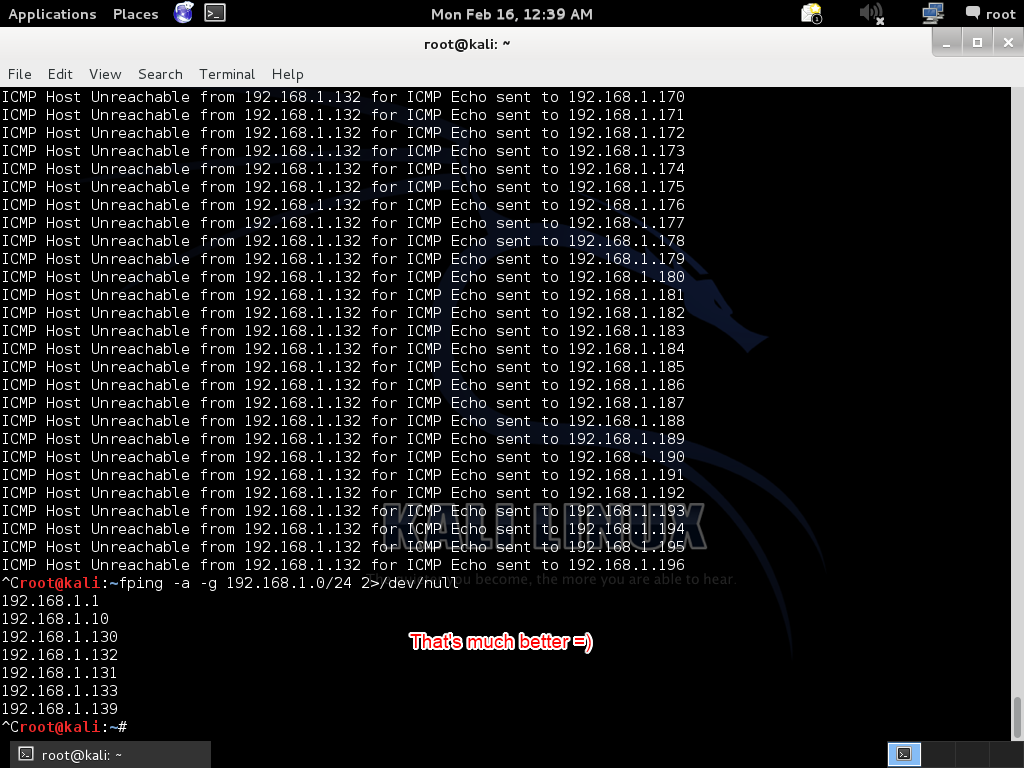 Applications Places Mon Feb 16, 12:39 AM 1 root
root@kali: ~
File Edit View Search Terminal Help
ICMP Host Unreachable from 192.168.1.132 for ICMP Echo sent to 192.168.1.170
ICMP Host Unreachable from 192.168.1.132 for ICMP Echo sent to 192.168.1.171
ICMP Host Unreachable from 192.168.1.132 for ICMP Echo sent to 192.168.1.172
ICMP Host Unreachable from 192.168.1.132 for ICMP Echo sent to 192.168.1.173
ICMP Host Unreachable from 192.168.1.132 for ICMP Echo sent to 192.168.1.174
ICMP Host Unreachable from 192.168.1.132 for ICMP Echo sent to 192.168.1.175
ICMP Host Unreachable from 192.168.1.132 for ICMP Echo sent to 192.168.1.176
ICMP Host Unreachable from 192.168.1.132 for ICMP Echo sent to 192.168.1.177
ICMP Host Unreachable from 192.168.1.132 for ICMP Echo sent to 192.168.1.178
ICMP Host Unreachable from 192.168.1.132 for ICMP Echo sent to 192.168.1.179
ICMP Host Unreachable from 192.168.1.132 for ICMP Echo sent to 192.168.1.180
ICMP Host Unreachable from 192.168.1.132 for ICMP Echo sent to 192.168.1.181
ICMP Host Unreachable from 192.168.1.132 for ICMP Echo sent to 192.168.1.182
ICMP Host Unreachable from 192.168.1.132 for ICMP Echo sent to 192.168.1.183
ICMP Host Unreachable from 192.168.1.132 for ICMP Echo sent to 192.168.1.184
ICMP Host Unreachable from 192.168.1.132 for ICMP Echo sent to 192.168.1.185
ICMP Host Unreachable from 192.168.1.132 for ICMP Echo sent to 192.168.1.186
ICMP Host Unreachable from 192.168.1.132 for ICMP Echo sent to 192.168.1.187
ICMP Host Unreachable from 192.168.1.132 for ICMP Echo sent to 192.168.1.188
ICMP Host Unreachable from 192.168.1.132 for ICMP Echo sent to 192.168.1.189
ICMP Host Unreachable from 192.168.1.132 for ICMP Echo sent to 192.168.1.190
ICMP Host Unreachable from 192.168.1.132 for ICMP Echo sent to 192.168.1.191
ICMP Host Unreachable from 192.168.1.132 for ICMP Echo sent to 192.168.1.192
ICMP Host Unreachable from 192.168.1.132 for ICMP Echo sent to 192.168.1.193
ICMP Host Unreachable from 192.168.1.132 for ICMP Echo sent to 192.168.1.194
ICMP Host Unreachable from 192.168.1.132 for ICMP Echo sent to 192.168.1.195
ICMP Host Unreachable from 192.168.1.132 for ICMP Echo sent to 192.168.1.196
KALI LINUX
^Croot@kali:~fping -a -g 192.168.1.0/24 2>/dev/null
you become, the more you are able to hear.
192.168.1.1
192.168.1.10
192.168.1.130
That's much better =)
192.168.1.132
192.168.1.131
192.168.1.133
192.168.1.139
^Croot@kali:~#
root@kali: ~